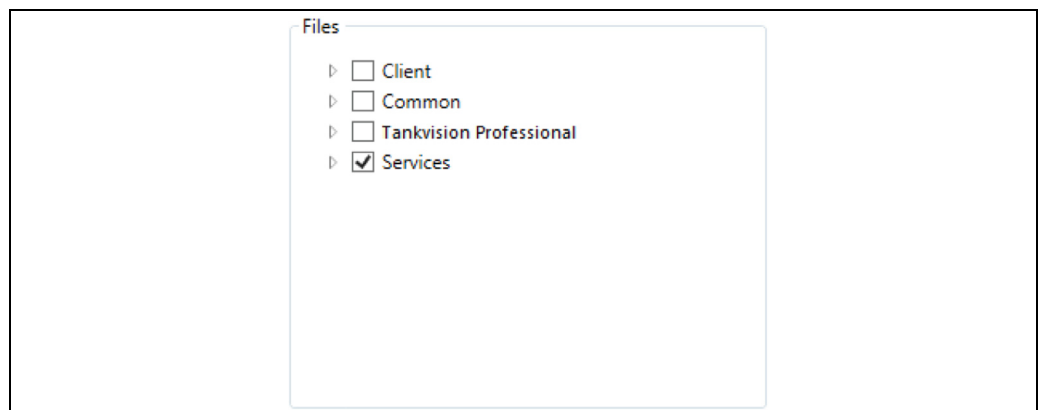 Files
Client
Common
Tankvision Professional
Services